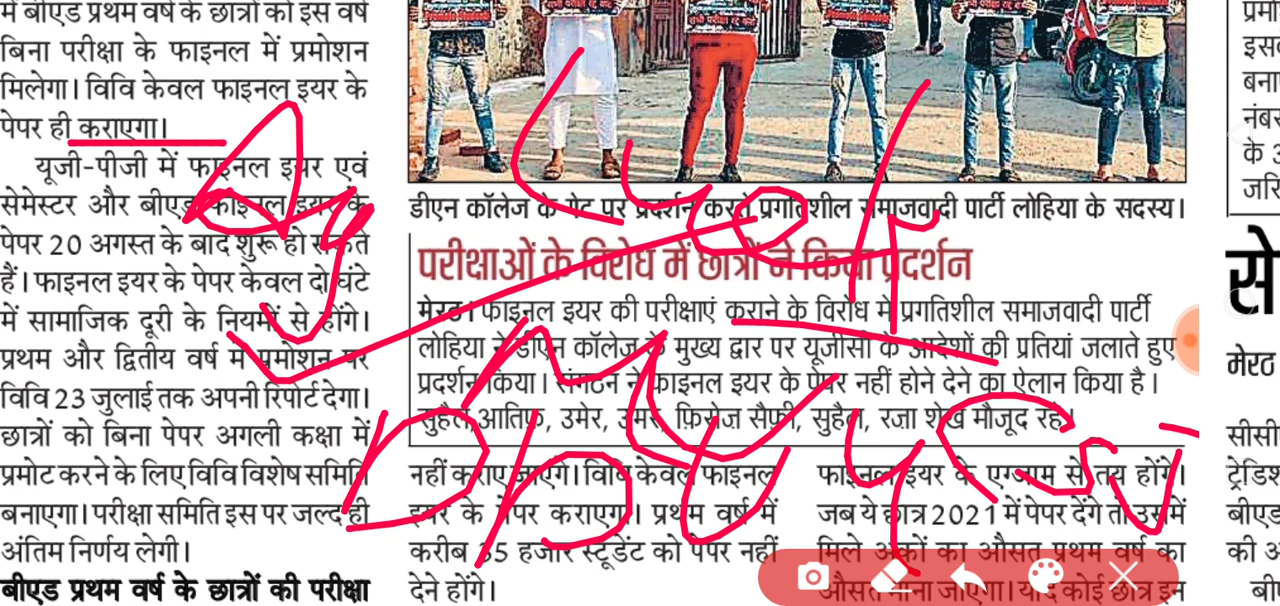 में बीएड प्रथम वर्ष के छात्रों को इस वर्ष
बिना परीक्षा के फाइनल में प्रमोशन
मिलेगा। विवि केवल फाइनल इयर के
पेपर ही कराएगा।
यूजी-पीजी में फाइनल इयर एवं
सेमेस्टर और बीएड फाइनल इयर के
पेपर 20 अगस्त के बाद शुरू हो सकते
हैं। फाइनल इयर के पेपर केवल दो घंटे
में सामाजिक दूरी के नियमों से होंगे।
प्रथम और द्वितीय वर्ष में प्रमोशन पर
विवि 23 जुलाई तक अपनी रिपोर्ट देगा।
छात्रों को बिना पेपर अगली कक्षा में
प्रमोट करने के लिए विवि विशेष समिति
बनाएगा। परीक्षा समिति इस पर जल्द ही
अंतिम निर्णय लेगी।
बीएड प्रथम वर्ष के छात्रों की परीक्षा
डीएन कॉलेज के गेट पर प्रदर्शन करते प्रगतिशील समाजवादी पार्टी लोहिया के सदस्य।
परीक्षाओं के विरोध में छात्रों ने किया प्रदर्शन
मेरठ। फाइनल इयर की परीक्षाएं कराने के विरोध में प्रगतिशील समाजवादी पार्टी
लोहिया ने डीएन कॉलेज के मुख्य द्वार पर यूजीसी के आदेशों की प्रतियां जलाते हुए
प्रदर्शन किया। संगठन ने फाइनल इयर के पेपर नहीं होने देने का ऐलान किया है।
सुहैल, आतिफ, उमेर, उमर, फ़िरोज सैफी, सुहैल, रजा शेख मौजूद रहे।
नहीं कराए जाएंगे। विवि केवल फाइनल
इयर के पेपर कराएगा। प्रथम वर्ष में
करीब 35 हजार स्टूडेंट को पेपर नहीं
देने होंगे।
फाइनल इयर के एग्जाम से तय होंगे।
जब ये छात्र 2021 में पेपर देंगे तो उसमें
मिले अंकों का औसत प्रथम वर्ष का
औसत माना जाएगा। यदि कोई छात्र इन
से
मेरठ
सीसी
ट्रेडिश
बीएड
की अ